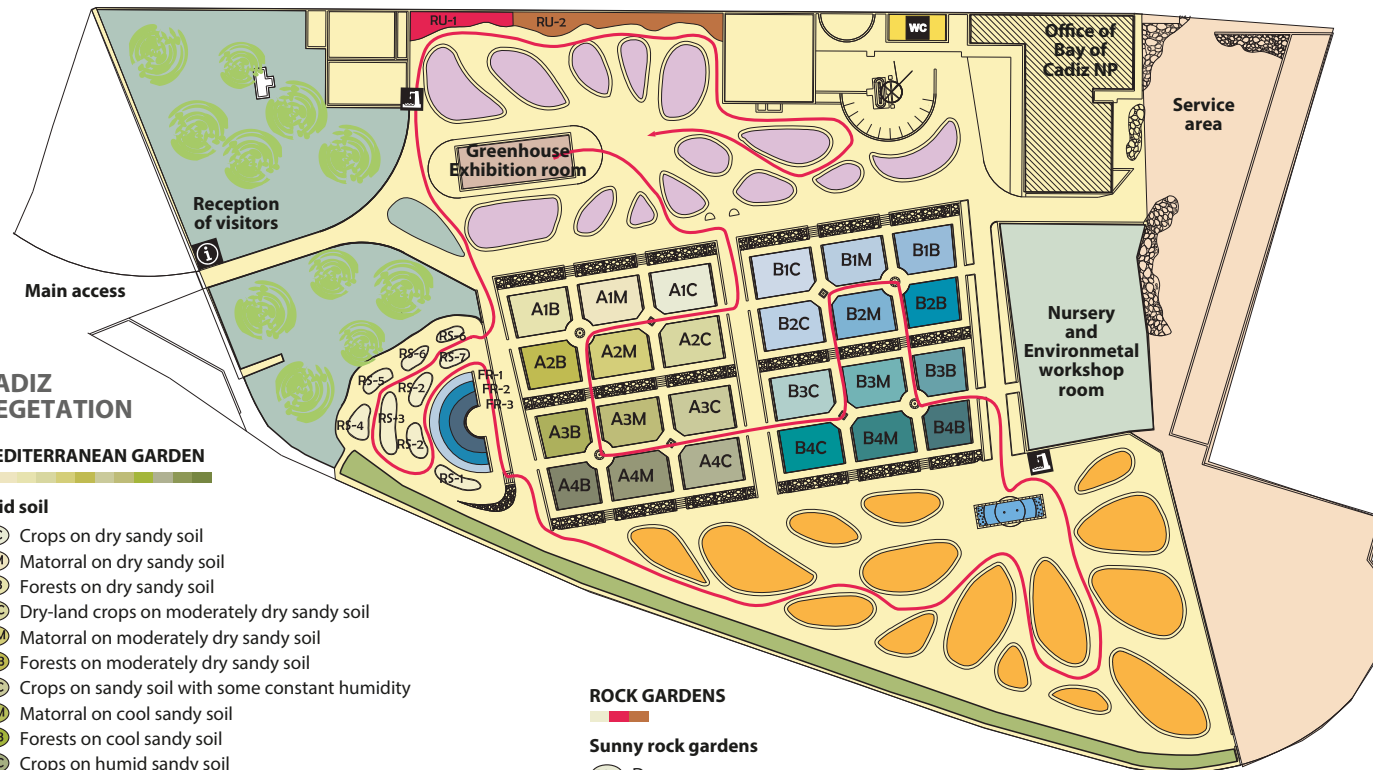 RU-1
RU-2
WC
Office of
Bay of
Cadiz NP
Service
area
Greenhouse
Exhibition room
Reception
of visitors
i
Main access
B1C
B1M
B1B
A1B
A1M
A1C
B2C
B2M
B2B
A2B
A2M
A2C
Nursery
and
Environmetal
workshop
room
RS-8
RS-6
RS-7
RS-5
RS-2
RS-4
RS-3
RS-2
RS-1
FR-1
FR-2
FR-3
B3C
B3M
B3B
A3B
A3M
A3C
B4C
B4M
B4B
A4B
A4M
A4C
ADIZ
EGETATION
EDITERRANEAN GARDEN
id soil
C Crops on dry sandy soil
M Matorral on dry sandy soil
B Forests on dry sandy soil
C Dry-land crops on moderately dry sandy soil
M Matorral on moderately dry sandy soil
B Forests on moderately dry sandy soil
C Crops on sandy soil with some constant humidity
M Matorral on cool sandy soil
B Forests on cool sandy soil
C Crops on humid sandy soil
ROCK GARDENS
Sunny rock gardens